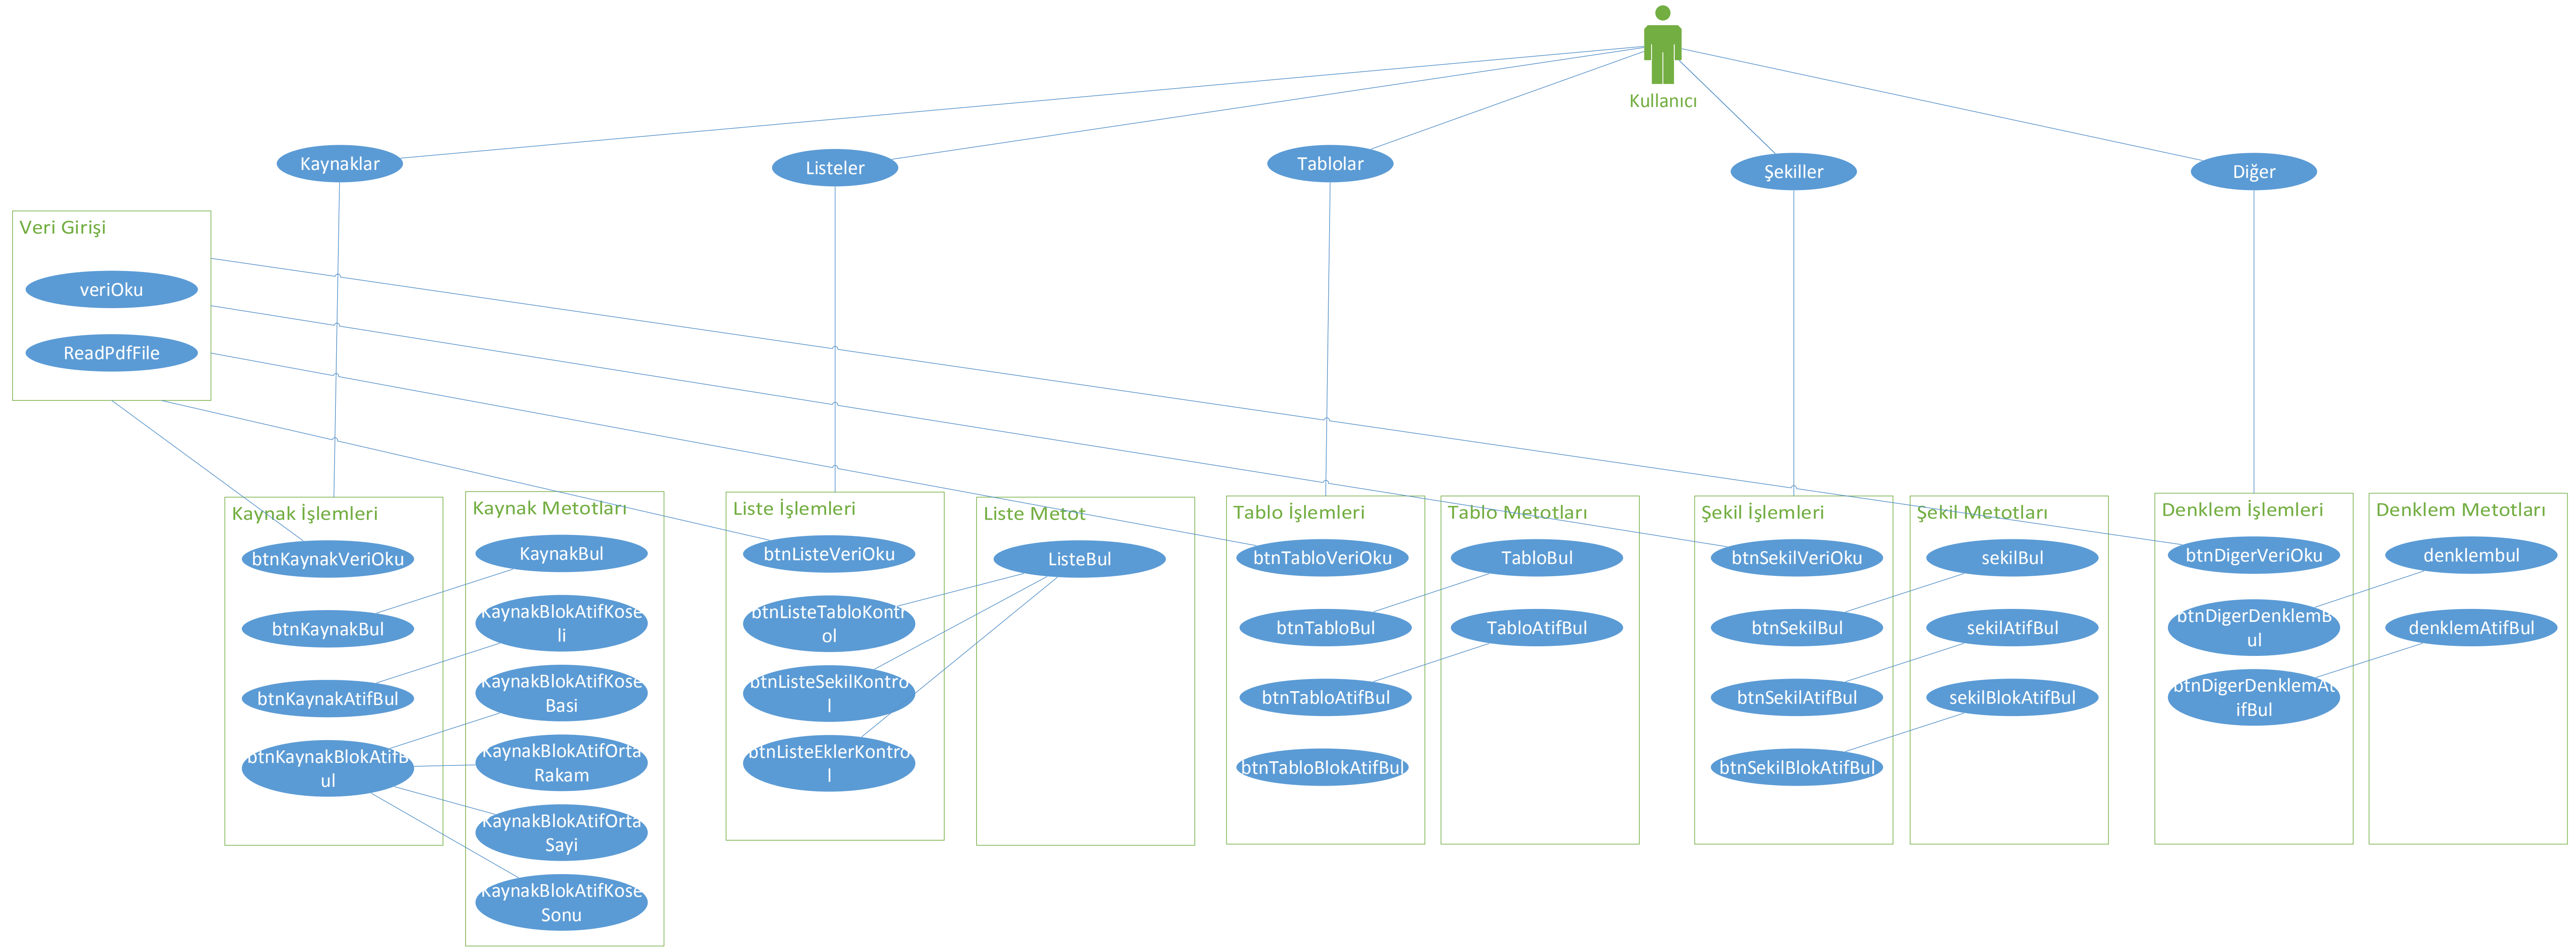 Kullanıcı
Kaynaklar
Listeler
Tablolar
Şekiller
Diğer
Veri Girişi
veriOku
ReadPdfFile
Kaynak İşlemleri
btnKaynakVeriOku
btnKaynakBul
btnKaynakAtifBul
btnKaynakBlokAtifB
ul
Kaynak Metotları
KaynakBul
KaynakBlokAtifKose
li
KaynakBlokAtifKose
Basi
KaynakBlokAtifOrta
Rakam
KaynakBlokAtifOrta
Sayi
KaynakBlokAtifKose
Sonu
Liste İşlemleri
btnListeVeriOku
btnListeTabloKontr
ol
btnListeSekilKontro
l
btnListeEklerKontro
l
Liste Metot
ListeBul
Tablo İşlemleri
btnTabloVeriOku
btnTabloBul
btnTabloAtifBul
btnTabloBlokAtifBul
Tablo Metotları
TabloBul
TabloAtifBul
Şekil İşlemleri
btnSekilVeriOku
btnSekilBul
btnSekilAtifBul
btnSekilBlokAtifBul
Şekil Metotları
sekilBul
sekilAtifBul
sekilBlokAtifBul
Denklem İşlemleri
btnDigerVeriOku
btnDigerDenklemB
ul
btnDigerDenklemAt
ifBul
Denklem Metotları
denklembul
denklemAtifBul